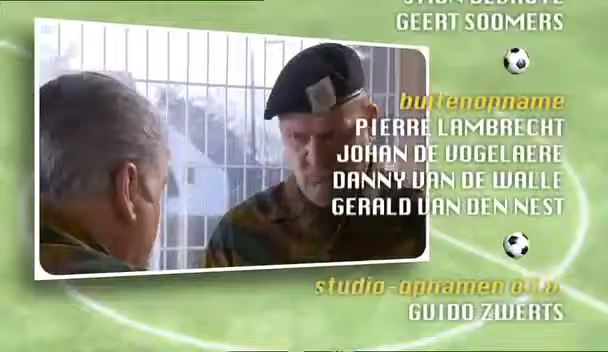 GEERT SOOMERS
buitenopname
PIERRE LAMBRECHT
JOHAN DE VOGELAERE
DANNY VAN DE WALLE
GERALD VAN DEN NEST
studio-opnamen o.l.v.
GUIDO ZWERTS